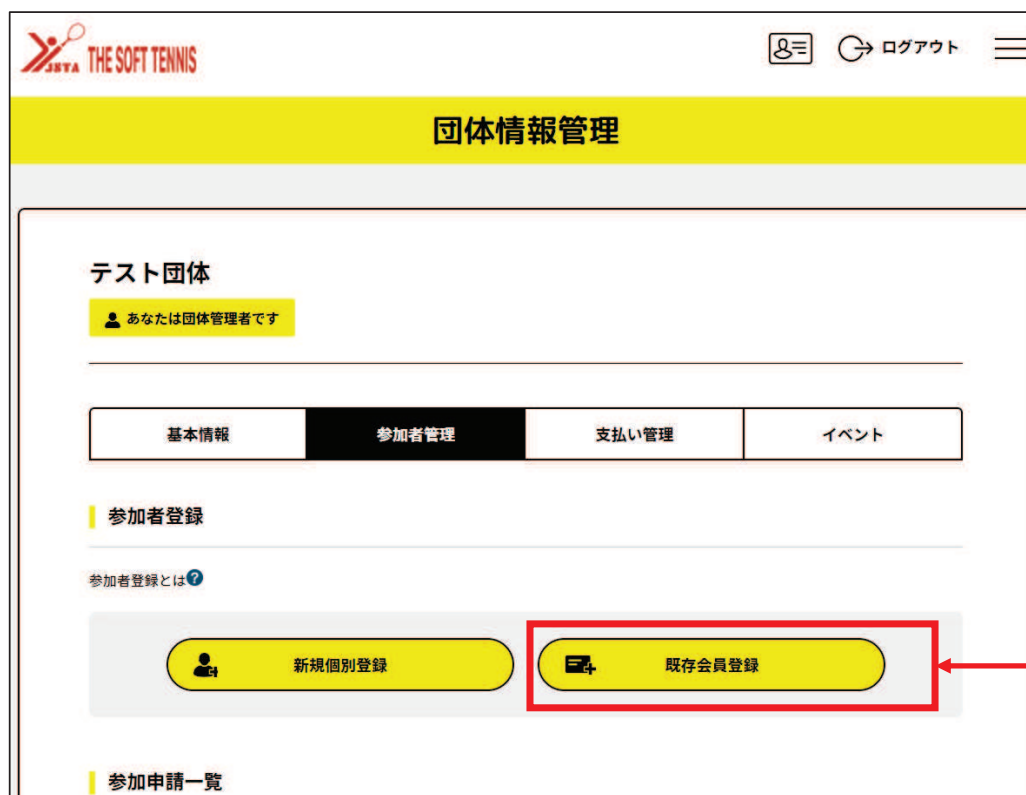 JSTA THE SOFT TENNIS
ログアウト
団体情報管理
テスト団体
あなたは団体管理者です
基本情報 参加者管理 支払い管理 イベント
参加者登録
参加者登録とは?
新規個別登録 既存会員登録
参加申請一覧